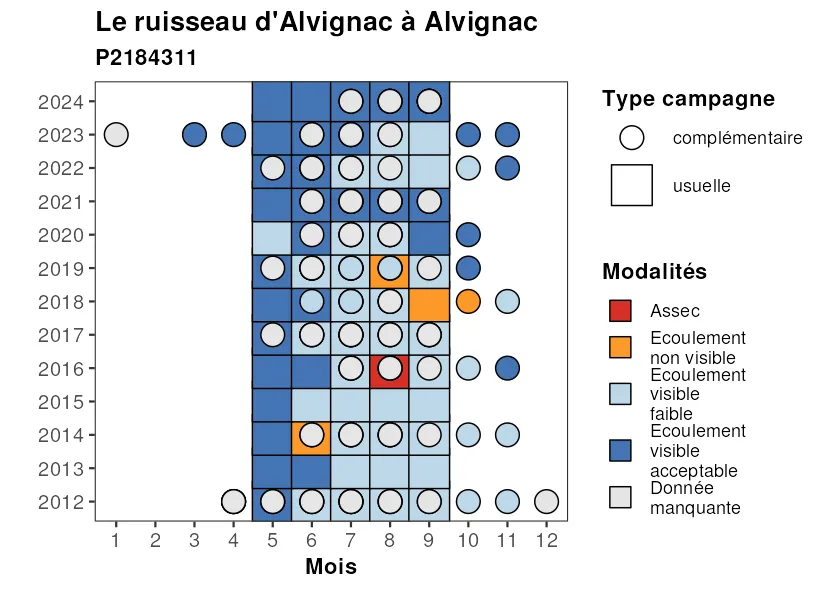 Le ruisseau d'Alvignac à Alvignac
P2184311
2024
2023
2022
2021
2020
2019
2018
2017
2016
2015
2014
2013
2012
1 2 3 4 5 6 7 8 9 10 11 12
Mois
Type campagne
complémentaire
usuelle
Modalités
Assec
Ecoulement
non visible
Ecoulement
visible
faible
Ecoulement
visible
acceptable
Donnée
manquante